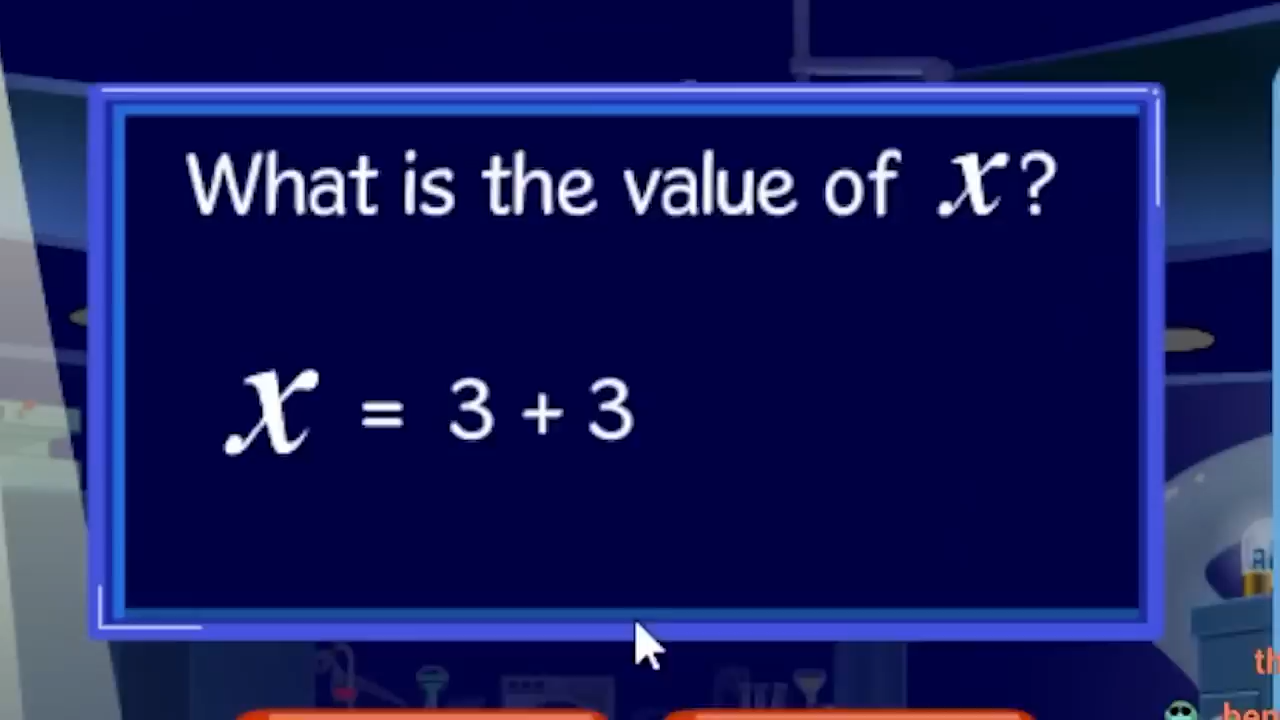 What is the value of x?
x = 3 + 3